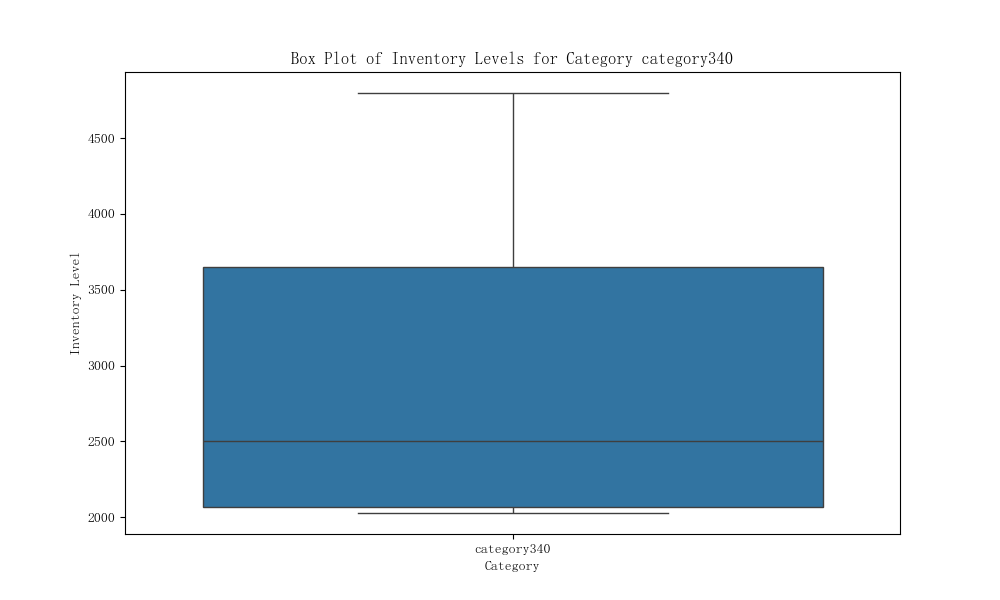 Box Plot of Inventory Levels for Category category340
Inventory Level
4500
4000
3500
3000
2500
2000
category340
Category